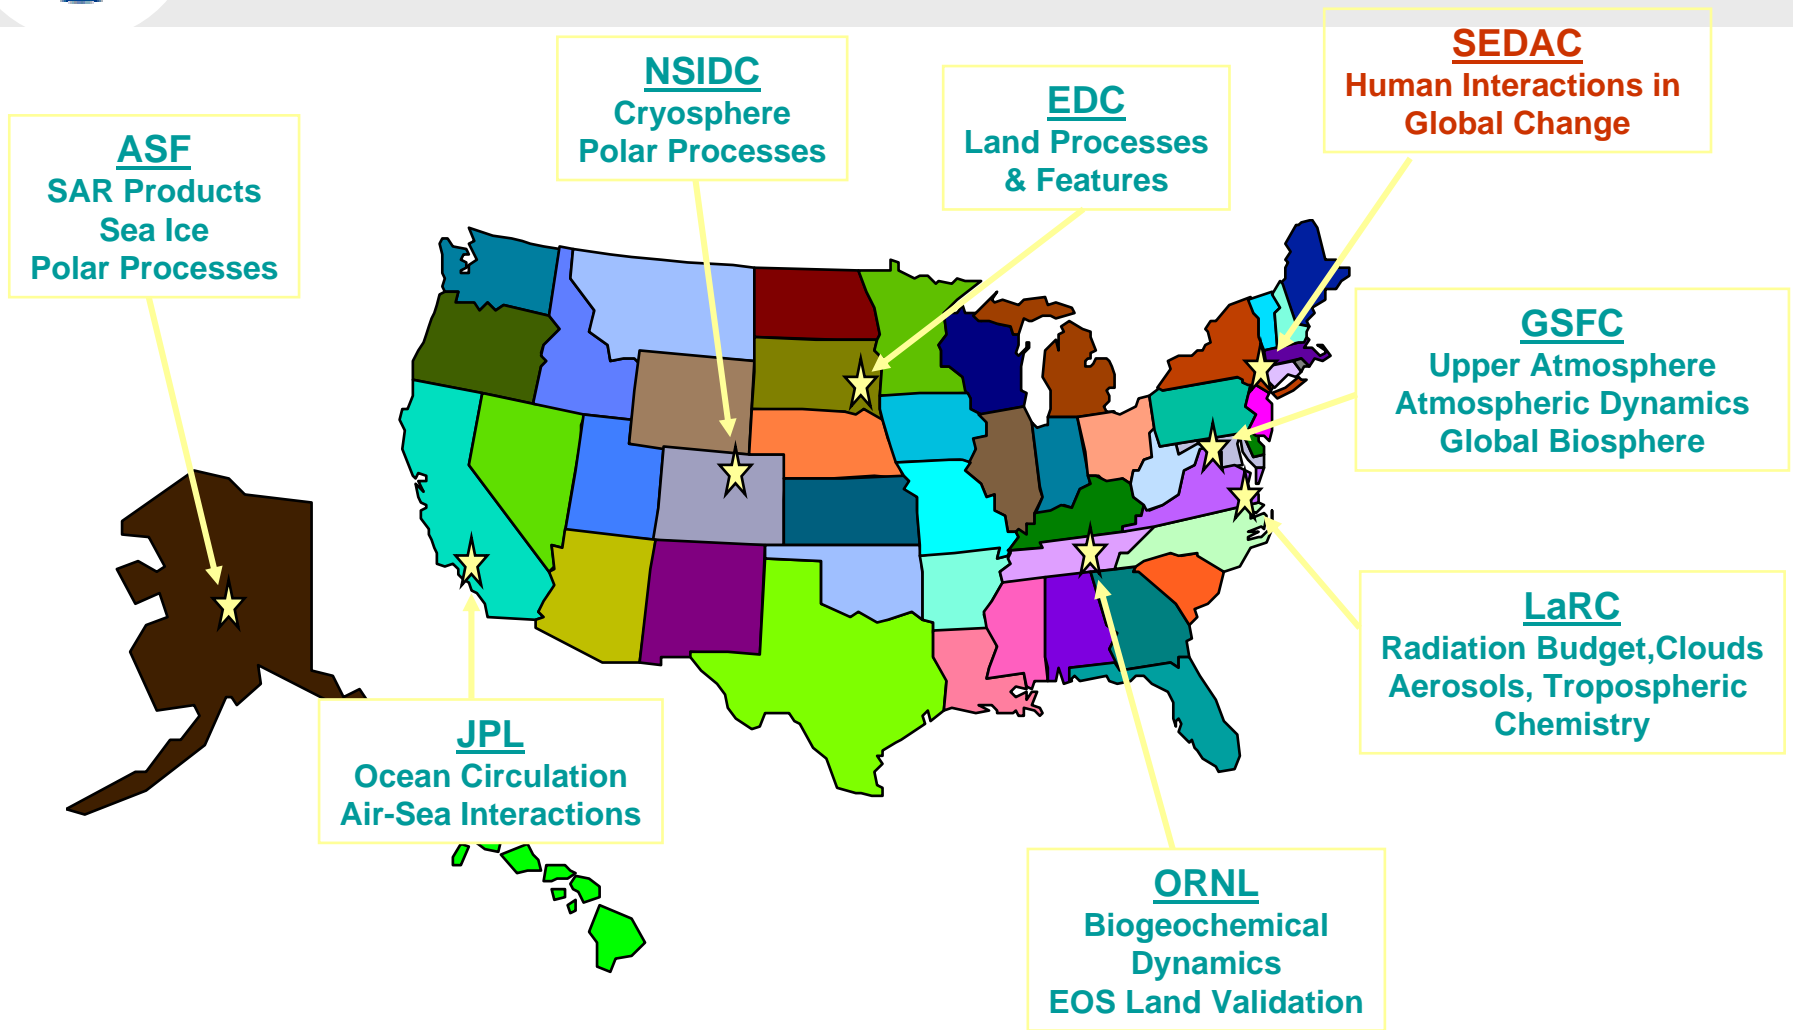 SEDAC
Human Interactions in
Global Change
NSIDC
Cryosphere
Polar Processes
EDC
Land Processes
& Features
ASF
SAR Products
Sea Ice
Polar Processes
GSFC
Upper Atmosphere
Atmospheric Dynamics
Global Biosphere
LaRC
Radiation Budget,Clouds
Aerosols, Tropospheric
Chemistry
JPL
Ocean Circulation
Air-Sea Interactions
ORNL
Biogeochemical
Dynamics
EOS Land Validation